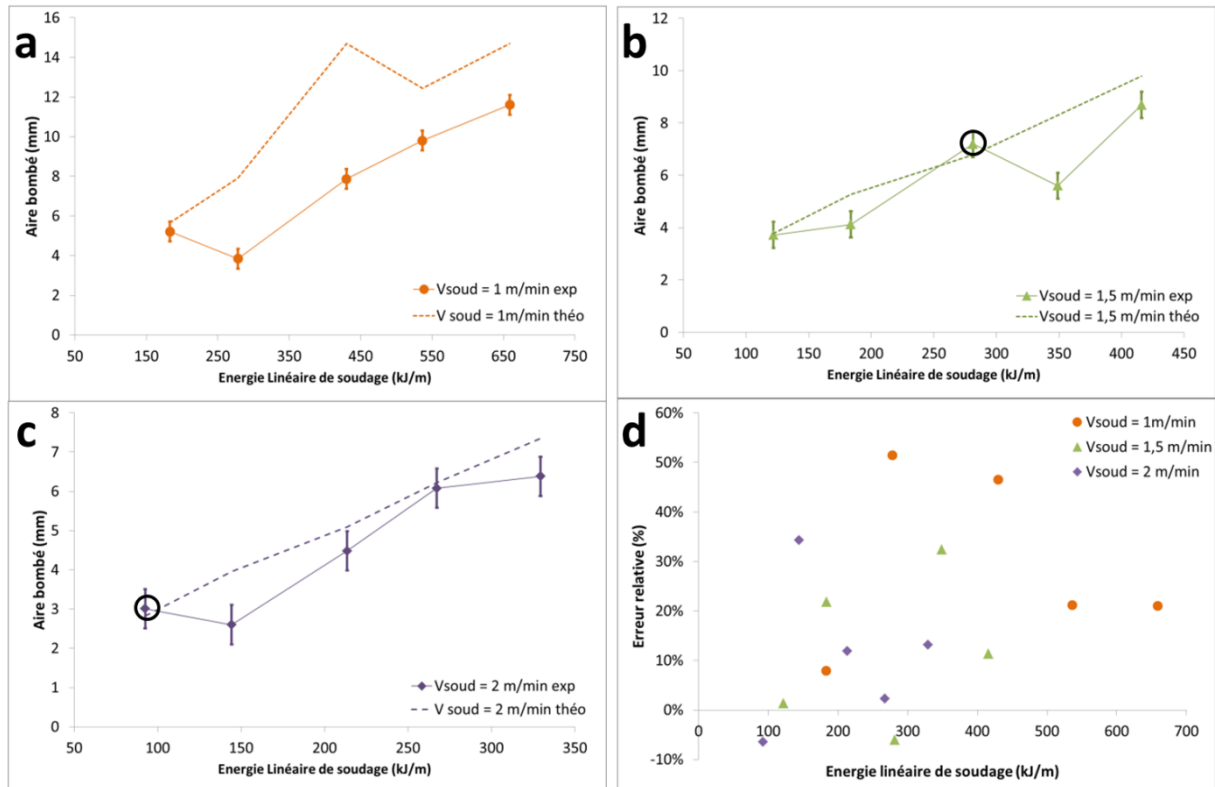 a
16
14
12
10
8
6
4
2
0
Aire bombé (mm)
50 150 250 350 450 550 650 750
Energie Linéaire de soudage (kJ/m)
Vsoud = 1 m/min exp
V soud = 1m/min théo
b
12
10
8
6
4
2
0
Aire bombé (mm)
50 100 150 200 250 300 350 400 450
Energie Linéaire de soudage (kJ/m)
Vsoud = 1,5 m/min exp
Vsoud = 1,5 m/min théo
c
8
7
6
5
4
3
2
1
0
Aire bombé (mm)
50 100 150 200 250 300 350
Energie Linéaire de soudage (kJ/m)
Vsoud = 2 m/min exp
V soud = 2 m/min théo
d
60%
50%
40%
30%
20%
10%
0%
-10%
Erreur relative (%)
0 100 200 300 400 500 600 700
Energie linéaire de soudage (kJ/m)
Vsoud = 1m/min
Vsoud = 1,5 m/min
Vsoud = 2 m/min